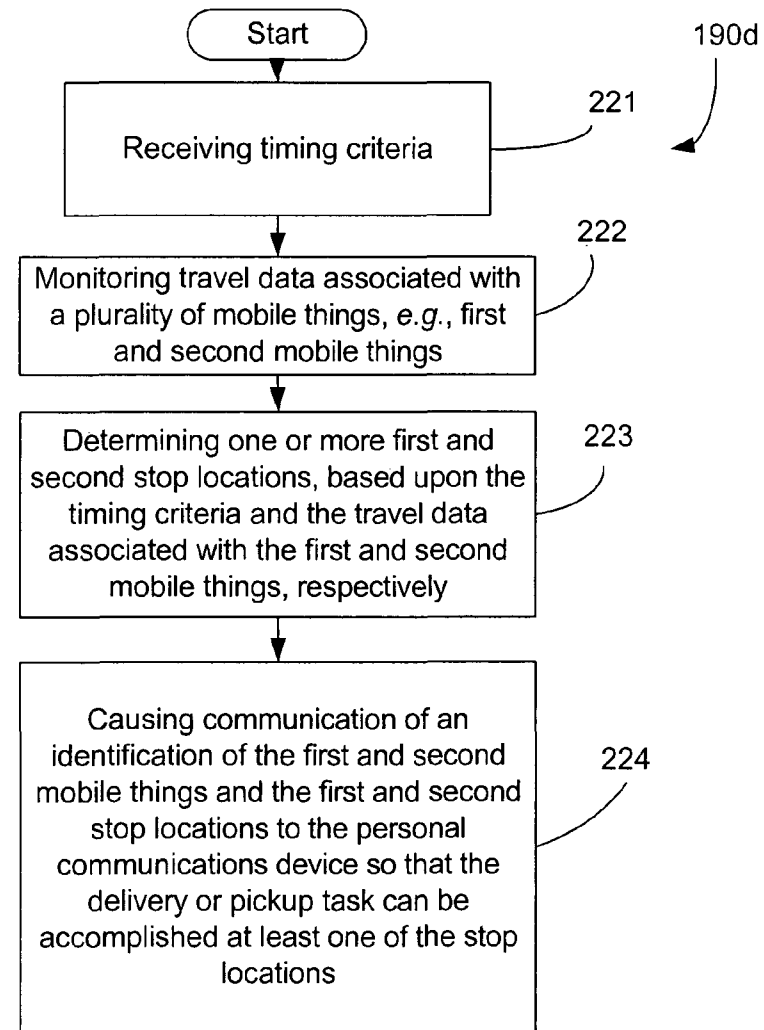 Start
190d
221
Receiving timing criteria
222
Monitoring travel data associated with
a plurality of mobile things, e.g., first
and second mobile things
223
Determining one or more first and
second stop locations, based upon the
timing criteria and the travel data
associated with the first and second
mobile things, respectively
224
Causing communication of an
identification of the first and second
mobile things and the first and second
stop locations to the personal
communications device so that the
delivery or pickup task can be
accomplished at least one of the stop
locations